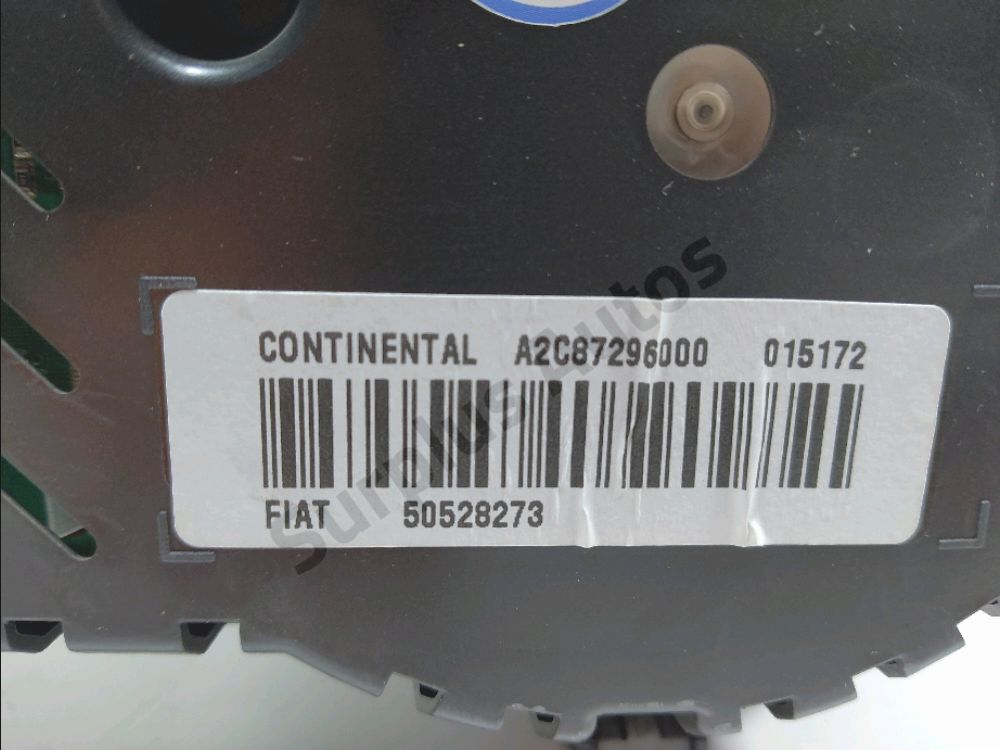 CONTINENTAL A2C87296000 015172
FIAT 50528273
Surplus Autos